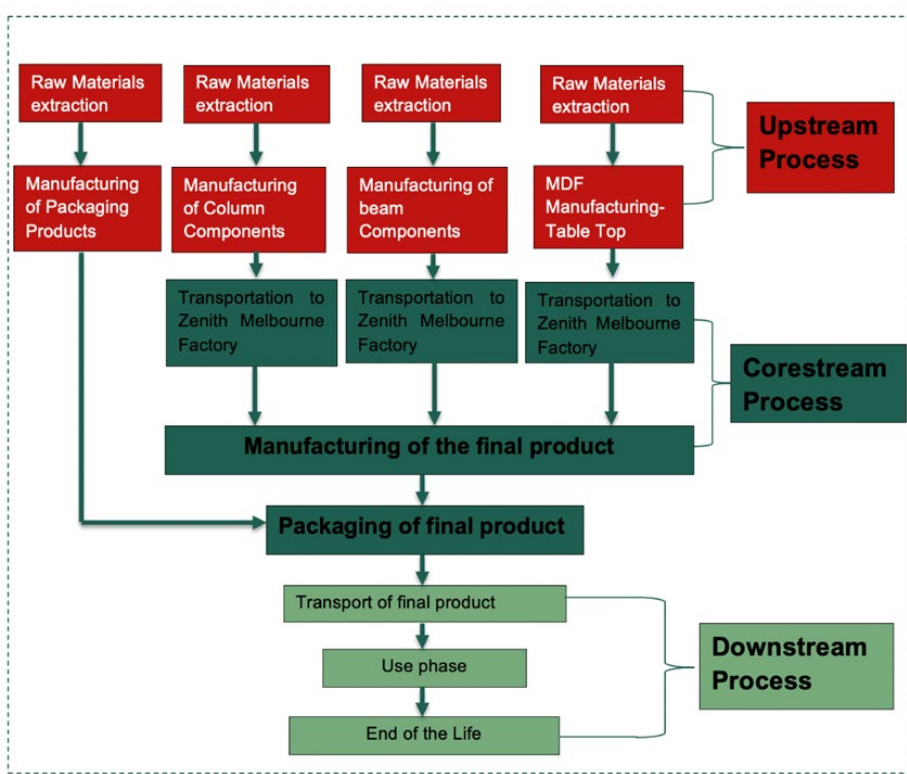 Raw Materials
extraction
Raw Materials
extraction
Raw Materials
extraction
Raw Materials
extraction
Upstream
Process
Manufacturing
of Packaging
Products
Manufacturing
of Column
Components
Manufacturing of
beam
Components
MDF
Manufacturing-
Table Top
Transportation to
Zenith Melbourne
Factory
Transportation to
Zenith Melbourne
Factory
Transportation to
Zenith Melbourne
Factory
Corestream
Process
Manufacturing of the final product
Packaging of final product
Transport of final product
Use phase
Downstream
Process
End of the Life